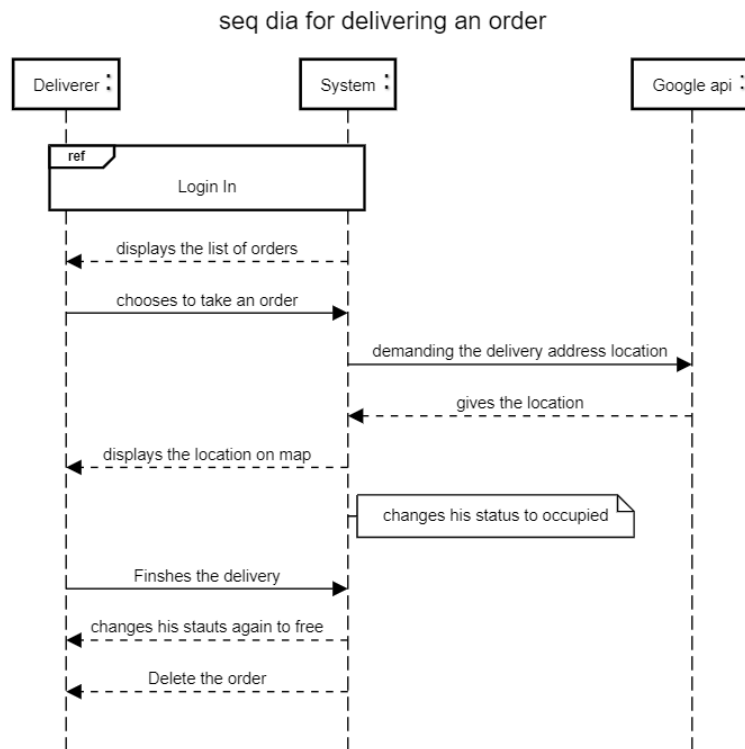 seq dia for delivering an order
Deliverer :
System :
Google api :
ref
Login In
displays the list of orders
chooses to take an order
demanding the delivery address location
gives the location
displays the location on map
changes his status to occupied
Finshes the delivery
changes his stauts again to free
Delete the order